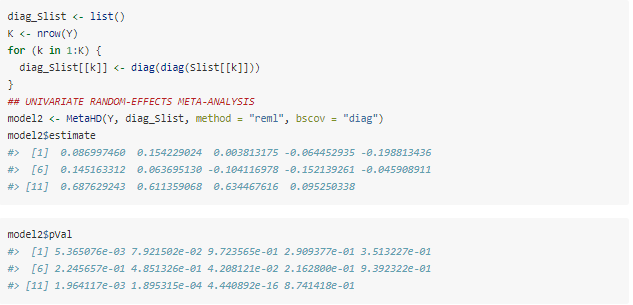 diag_Slist <- list()
K <- nrow(Y)
for (k in 1:K) {
  diag_Slist[[k]] <- diag(diag(Slist[[k]]))
}
## UNIVARIATE RANDOM-EFFECTS META-ANALYSIS
model2 <- MetaHD(Y, diag_Slist, method = "reml", bscov = "diag")
model2$estimate
#>  [1]  0.086997460  0.154229024  0.003813175 -0.064452935 -0.198813436
#>  [6]  0.145163312  0.063695130 -0.104116978 -0.152139261 -0.045908911
#> [11]  0.687629243  0.611359068  0.634467616  0.095250338
model2$pVal
#>  [1] 5.365076e-03 7.921502e-02 9.723565e-01 2.909377e-01 3.513227e-01
#>  [6] 2.245657e-01 4.851326e-01 4.208121e-02 2.162800e-01 9.392322e-01
#> [11] 1.964117e-03 1.895315e-04 4.440892e-16 8.741418e-01